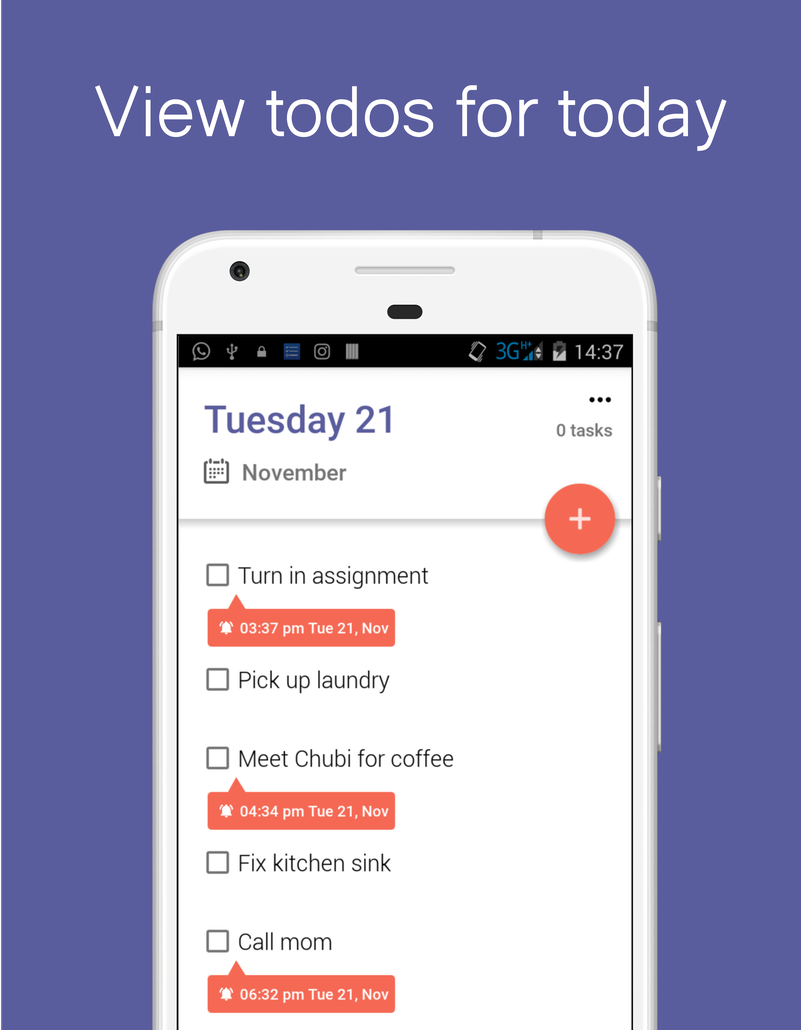 View todos for today
3G H+ 14:37
Tuesday 21
0 tasks
November
Turn in assignment
03:37 pm Tue 21, Nov
Pick up laundry
Meet Chubi for coffee
04:34 pm Tue 21, Nov
Fix kitchen sink
Call mom
06:32 pm Tue 21, Nov